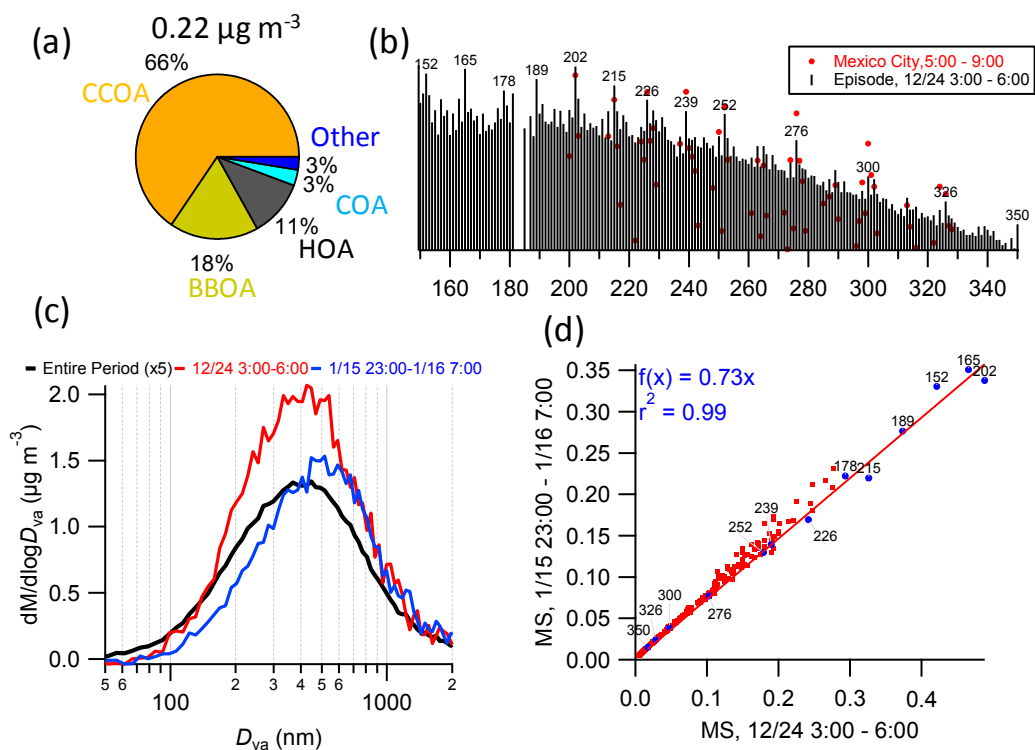 (a)
0.22 µg m⁻³
66%
CCOA
Other
3%
3%
COA
11%
HOA
18%
BBOA
(b)
Mexico City,5:00 - 9:00
Episode, 12/24 3:00 - 6:00
152
165
178
189
202
215
226
239
252
276
300
326
350
160 180 200 220 240 260 280 300 320 340
(c)
Entire Period (x5) 12/24 3:00-6:00 1/15 23:00-1/16 7:00
2.0
1.5
1.0
0.5
0.0
dM/dlogDva (µg m⁻³)
5 6 2 3 4 5 6 2
100 1000
Dva (nm)
(d)
f(x) = 0.73x
r² = 0.99
0.35
0.30
0.25
0.20
0.15
0.10
0.05
0.00
MS, 1/15 23:00 - 1/16 7:00
165
152
202
189
178
215
239
252
226
300
326
276
350
0.0 0.1 0.2 0.3 0.4
MS, 12/24 3:00 - 6:00